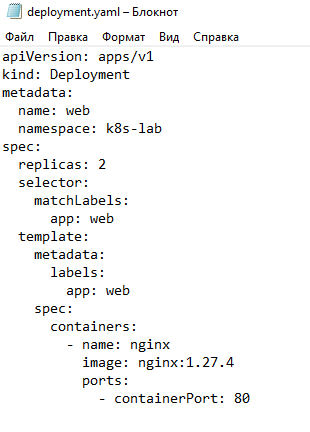 deployment.yaml – Блокнот
Файл Правка Формат Вид Справка
apiVersion: apps/v1
kind: Deployment
metadata:
  name: web
  namespace: k8s-lab
spec:
  replicas: 2
  selector:
    matchLabels:
      app: web
  template:
    metadata:
      labels:
        app: web
    spec:
      containers:
        - name: nginx
          image: nginx:1.27.4
          ports:
            - containerPort: 80